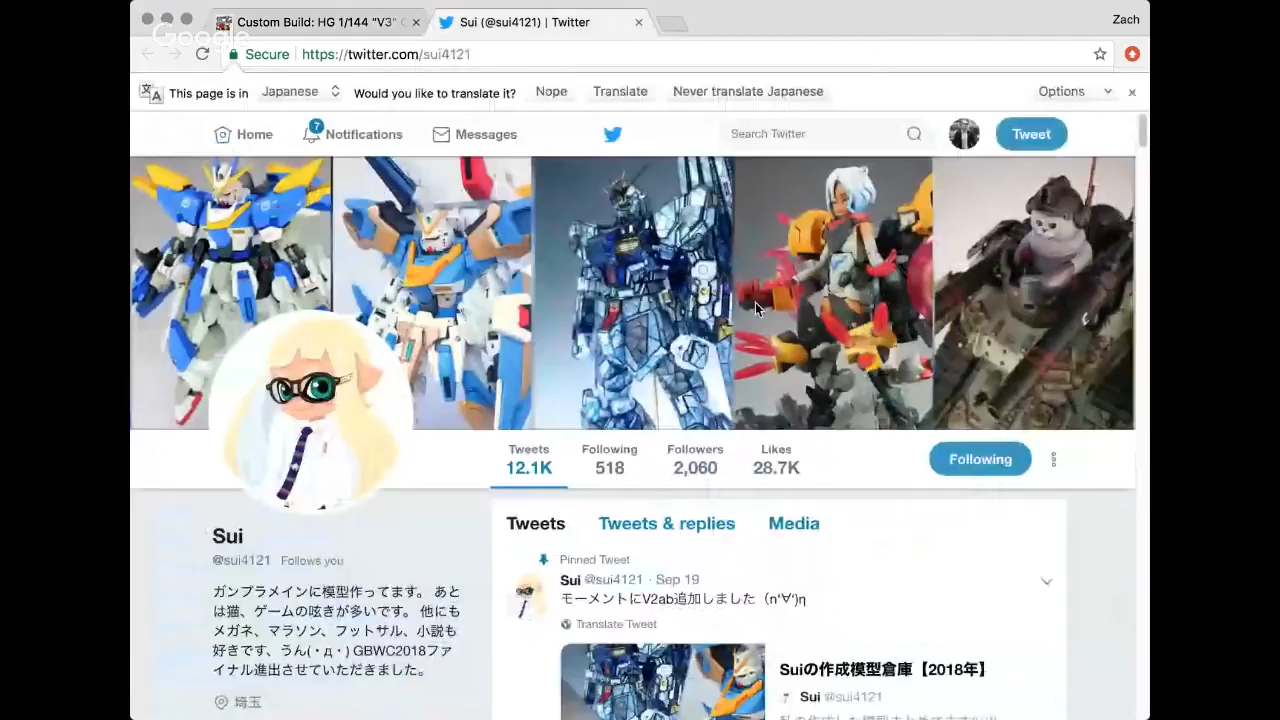 Custom Build: HG 1/144 "V3"
Sui (@sui4121) | Twitter
Zach
Google
Secure
https://twitter.com/sui4121
This page is in
Japanese
Would you like to translate it?
Nope
Translate
Never translate Japanese
Options
Home
7
Notifications
Messages
Search Twitter
Tweet
Tweets
Following
Followers
Likes
12.1K
518
2,060
28.7K
Following
Sui
@sui4121 Follows you
ガンプラメインに模型作ってます。 あと
は猫、ゲームの呟きが多いです。 他にも
メガネ、マラソン、フットサル、小説も
好きです、うん(・д・) GBWC2018ファ
イナル進出させていただきました。
埼玉
Tweets
Tweets & replies
Media
Pinned Tweet
Sui @sui4121 · Sep 19
モーメントにV2ab追加しました（n'∀')η
Translate Tweet
Suiの作成模型倉庫【2018年】
Sui @sui4121